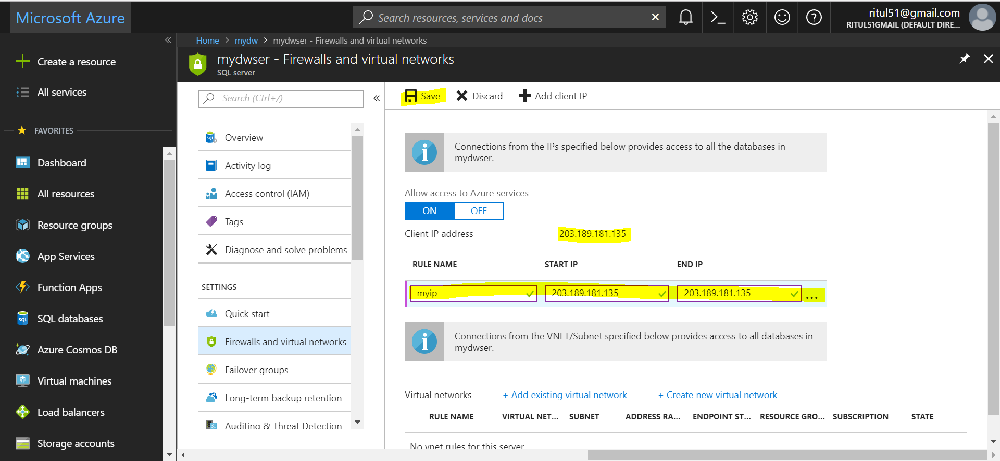 Microsoft Azure
Search resources, services and docs
ritul51@gmail.com
RITUL51GMAIL (DEFAULT DIRE...
Home > mydw > mydwser - Firewalls and virtual networks
mydwser - Firewalls and virtual networks
SQL server
Create a resource
All services
FAVORITES
Dashboard
All resources
Resource groups
App Services
Function Apps
SQL databases
Azure Cosmos DB
Virtual machines
Load balancers
Storage accounts
Search (Ctrl+/)
Overview
Activity log
Access control (IAM)
Tags
Diagnose and solve problems
SETTINGS
Quick start
Firewalls and virtual networks
Failover groups
Long-term backup retention
Auditing & Threat Detection
Save Discard Add client IP
Connections from the IPs specified below provides access to all the databases in
mydwser.
Allow access to Azure services
ON OFF
Client IP address 203.189.181.135
RULE NAME START IP END IP
myip 203.189.181.135 203.189.181.135 ...
Connections from the VNET/Subnet specified below provides access to all databases in
mydwser.
Virtual networks + Add existing virtual network + Create new virtual network
RULE NAME VIRTUAL NET... SUBNET ADDRESS RA... ENDPOINT ST... RESOURCE GRO... SUBSCRIPTION STATE
No vnet rules for this server